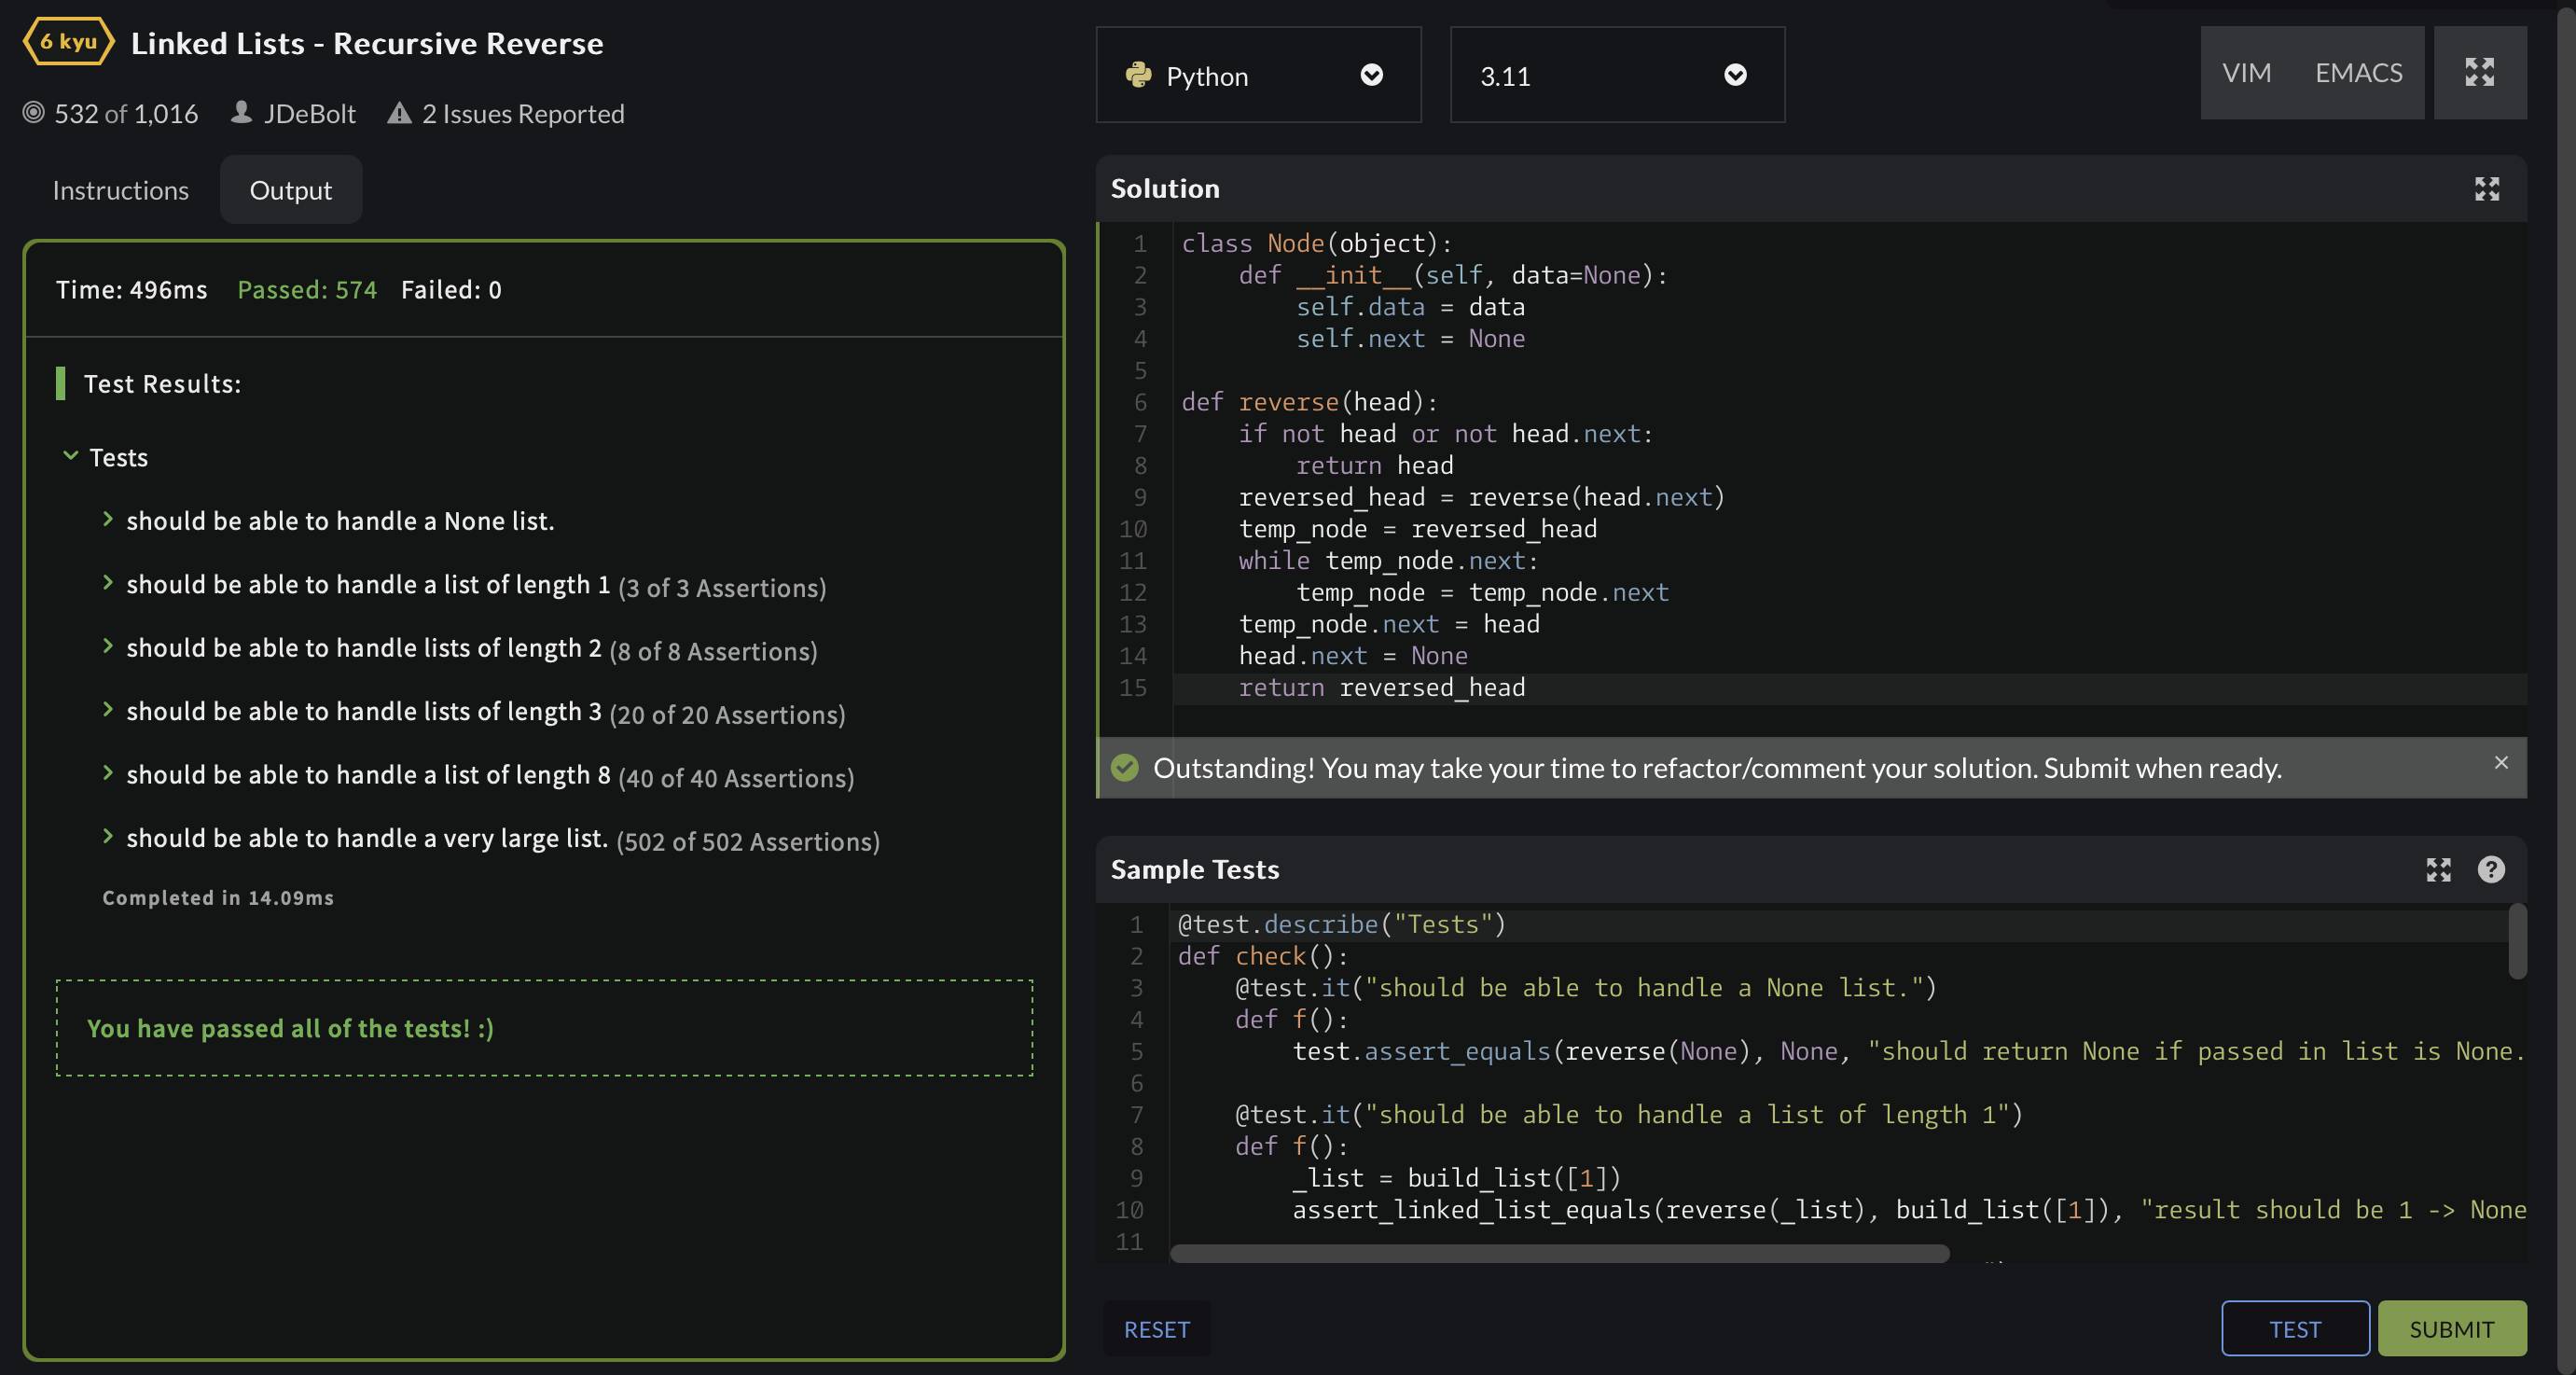 6 kyu Linked Lists - Recursive Reverse
532 of 1,016 JDeBolt 2 Issues Reported
Instructions Output
Time: 496ms Passed: 574 Failed: 0
Test Results:
Tests
should be able to handle a None list.
should be able to handle a list of length 1 (3 of 3 Assertions)
should be able to handle lists of length 2 (8 of 8 Assertions)
should be able to handle lists of length 3 (20 of 20 Assertions)
should be able to handle a list of length 8 (40 of 40 Assertions)
should be able to handle a very large list. (502 of 502 Assertions)
Completed in 14.09ms
You have passed all of the tests! :)
Python 3.11 VIM EMACS
Solution
1 class Node(object):
2     def __init__(self, data=None):
3         self.data = data
4         self.next = None
5
6 def reverse(head):
7     if not head or not head.next:
8         return head
9     reversed_head = reverse(head.next)
10     temp_node = reversed_head
11     while temp_node.next:
12         temp_node = temp_node.next
13     temp_node.next = head
14     head.next = None
15     return reversed_head
Outstanding! You may take your time to refactor/comment your solution. Submit when ready. ×
Sample Tests ?
1 @test.describe("Tests")
2 def check():
3     @test.it("should be able to handle a None list.")
4     def f():
5         test.assert_equals(reverse(None), None, "should return None if passed in list is None.
6
7     @test.it("should be able to handle a list of length 1")
8     def f():
9         _list = build_list([1])
10         assert_linked_list_equals(reverse(_list), build_list([1]), "result should be 1 -> None
11
RESET TEST SUBMIT